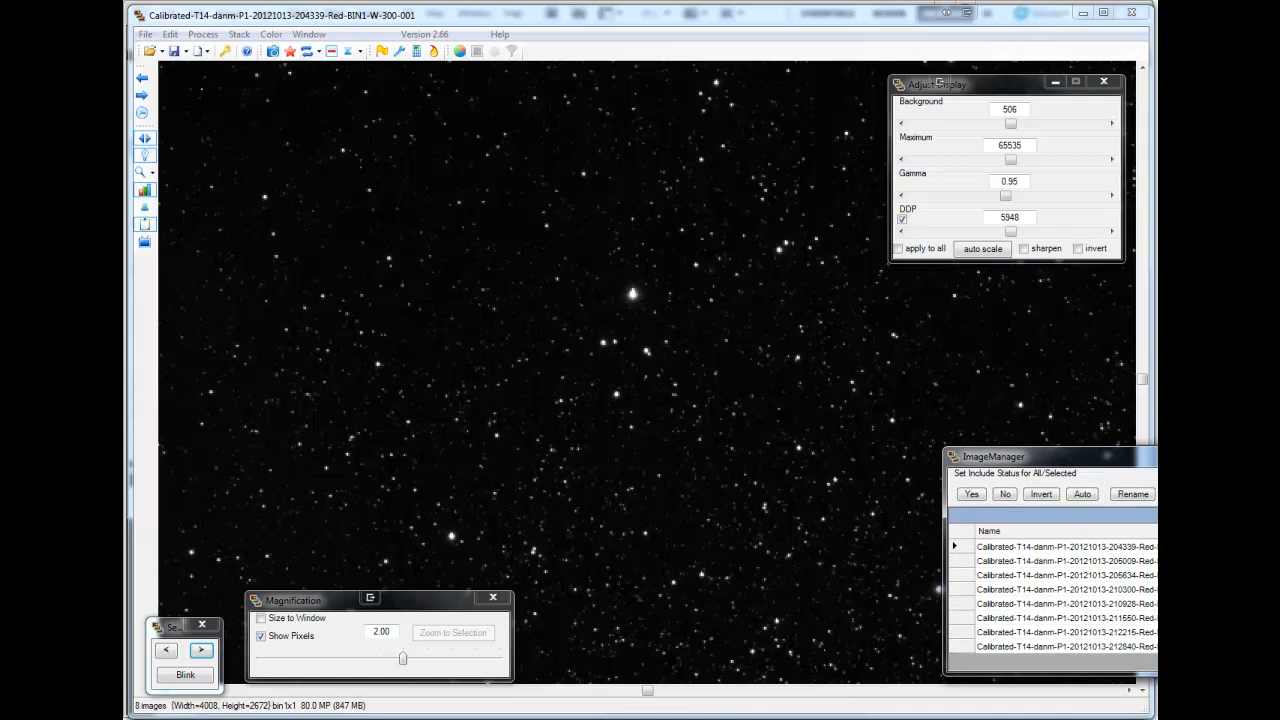 Calibrated-T14-danm-P1-20121013-204339-Red-BIN1-W-300-001
File Edit Process Stack Color Window Version 2.66 Help
Adjust Display
Background
506
Maximum
65535
Gamma
0.95
DDP
5948
apply to all auto scale sharpen invert
ImageManager
Set Include Status for All/Selected
Yes No Invert Auto Rename
Name
Calibrated-T14-danm-P1-20121013-204339-Red-
Calibrated-T14-danm-P1-20121013-205009-Red-
Calibrated-T14-danm-P1-20121013-205634-Red-
Calibrated-T14-danm-P1-20121013-210300-Red-
Calibrated-T14-danm-P1-20121013-210928-Red-
Calibrated-T14-danm-P1-20121013-211550-Red-
Calibrated-T14-danm-P1-20121013-212215-Red-
Calibrated-T14-danm-P1-20121013-212840-Red-
Magnification
Size to Window
Show Pixels 2.00 Zoom to Selection
Se...
< >
Blink
8 images {Width=4008, Height=2672} bin1x1 80.0 MP (847 MB)